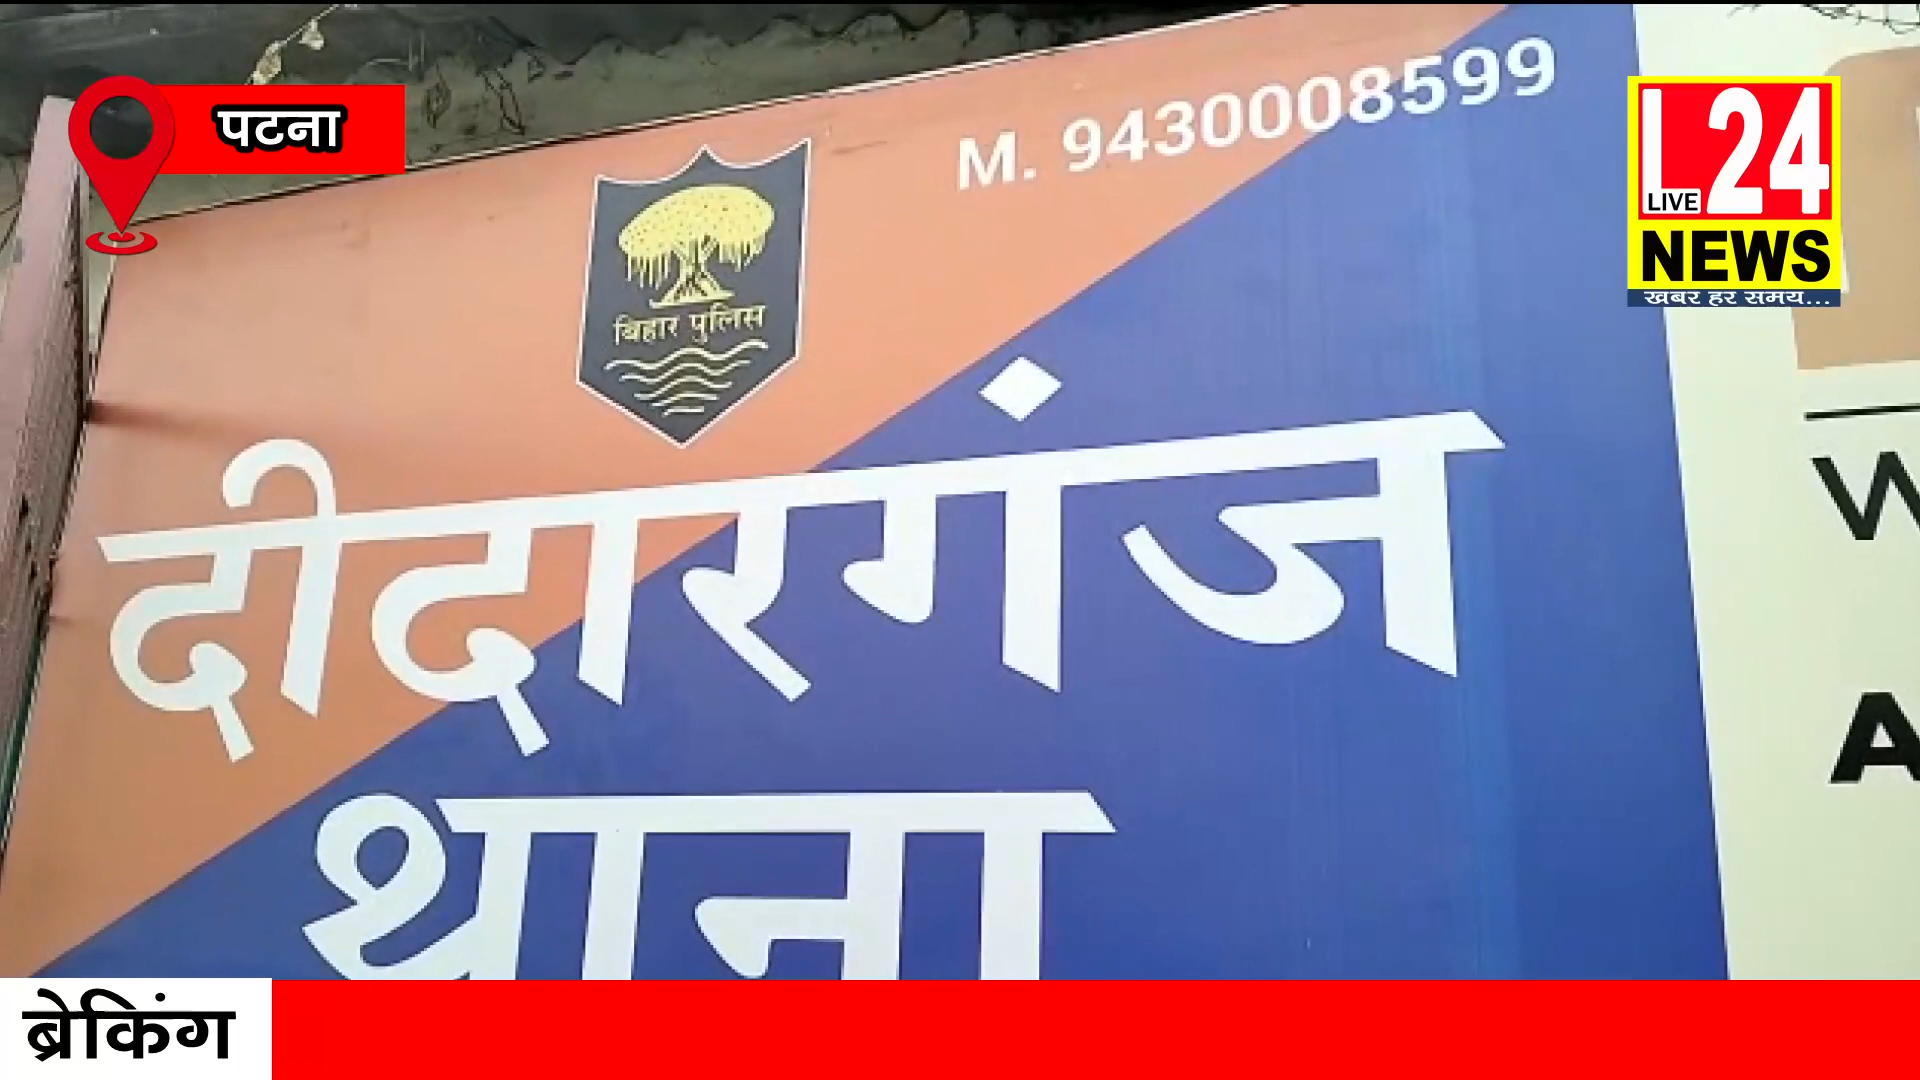 पटना
M. 9430008599
L24
LIVE
NEWS
खबर हर समय...
बिहार पुलिस
दीदारगंज
थाना
W
A
ब्रेकिंग